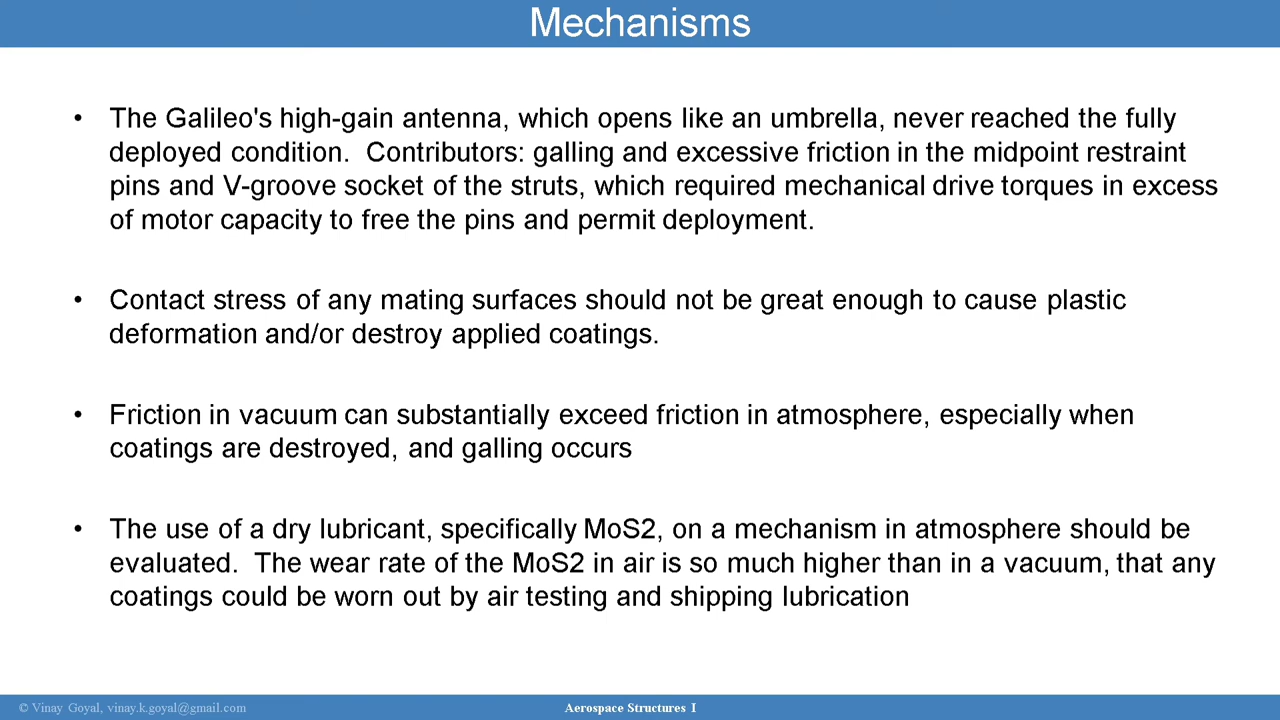 Mechanisms
• The Galileo's high-gain antenna, which opens like an umbrella, never reached the fully
deployed condition.  Contributors: galling and excessive friction in the midpoint restraint
pins and V-groove socket of the struts, which required mechanical drive torques in excess
of motor capacity to free the pins and permit deployment.
• Contact stress of any mating surfaces should not be great enough to cause plastic
deformation and/or destroy applied coatings.
• Friction in vacuum can substantially exceed friction in atmosphere, especially when
coatings are destroyed, and galling occurs
• The use of a dry lubricant, specifically MoS2, on a mechanism in atmosphere should be
evaluated.  The wear rate of the MoS2 in air is so much higher than in a vacuum, that any
coatings could be worn out by air testing and shipping lubrication
© Vinay Goyal, vinay.k.goyal@gmail.com
Aerospace Structures I